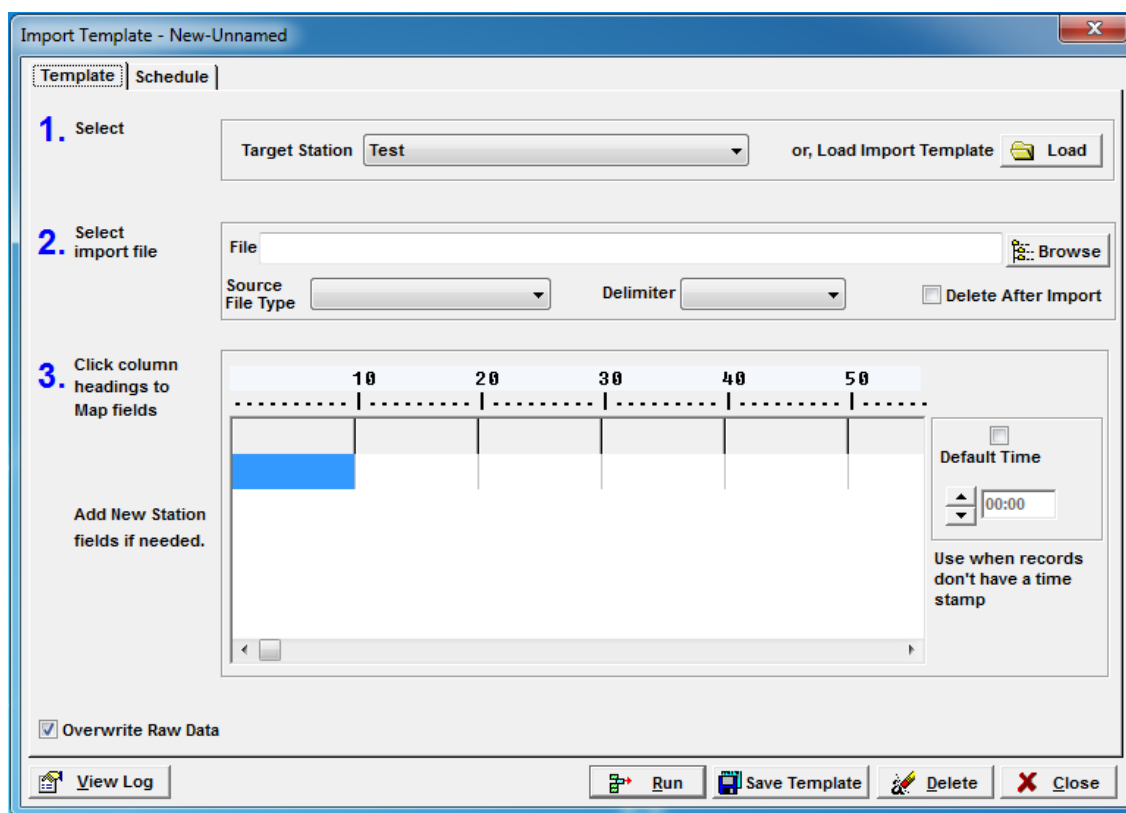 Import Template - New-Unnamed
Template Schedule
1. Select
Target Station Test or, Load Import Template Load
2. Select
import file
File Browse
Source
File Type Delimiter Delete After Import
3. Click column
headings to
Map fields
10 20 30 40 50
Default Time
00:00
Add New Station
fields if needed.
Use when records
don't have a time
stamp
Overwrite Raw Data
View Log Run Save Template Delete Close